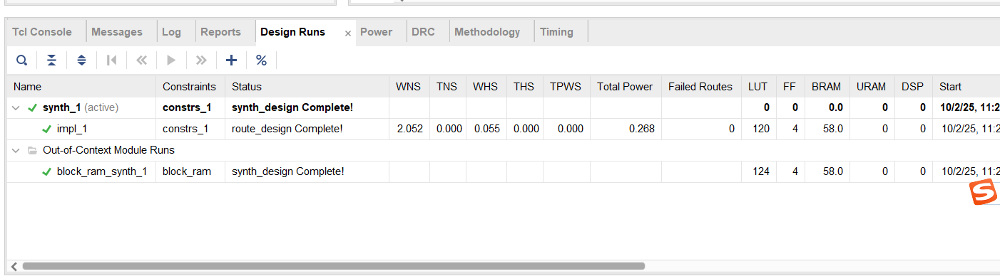 Tcl Console Messages Log Reports Design Runs × Power DRC Methodology Timing
%
Name Constraints Status WNS TNS WHS THS TPWS Total Power Failed Routes LUT FF BRAM URAM DSP Start
synth_1 (active) constrs_1 synth_design Complete! 0 0 0.0 0 0 10/2/25, 11:2
impl_1 constrs_1 route_design Complete! 2.052 0.000 0.055 0.000 0.000 0.268 0 120 4 58.0 0 0 10/2/25, 11:2
Out-of-Context Module Runs
block_ram_synth_1 block_ram synth_design Complete! 124 4 58.0 0 0 10/2/25, 11:2
S